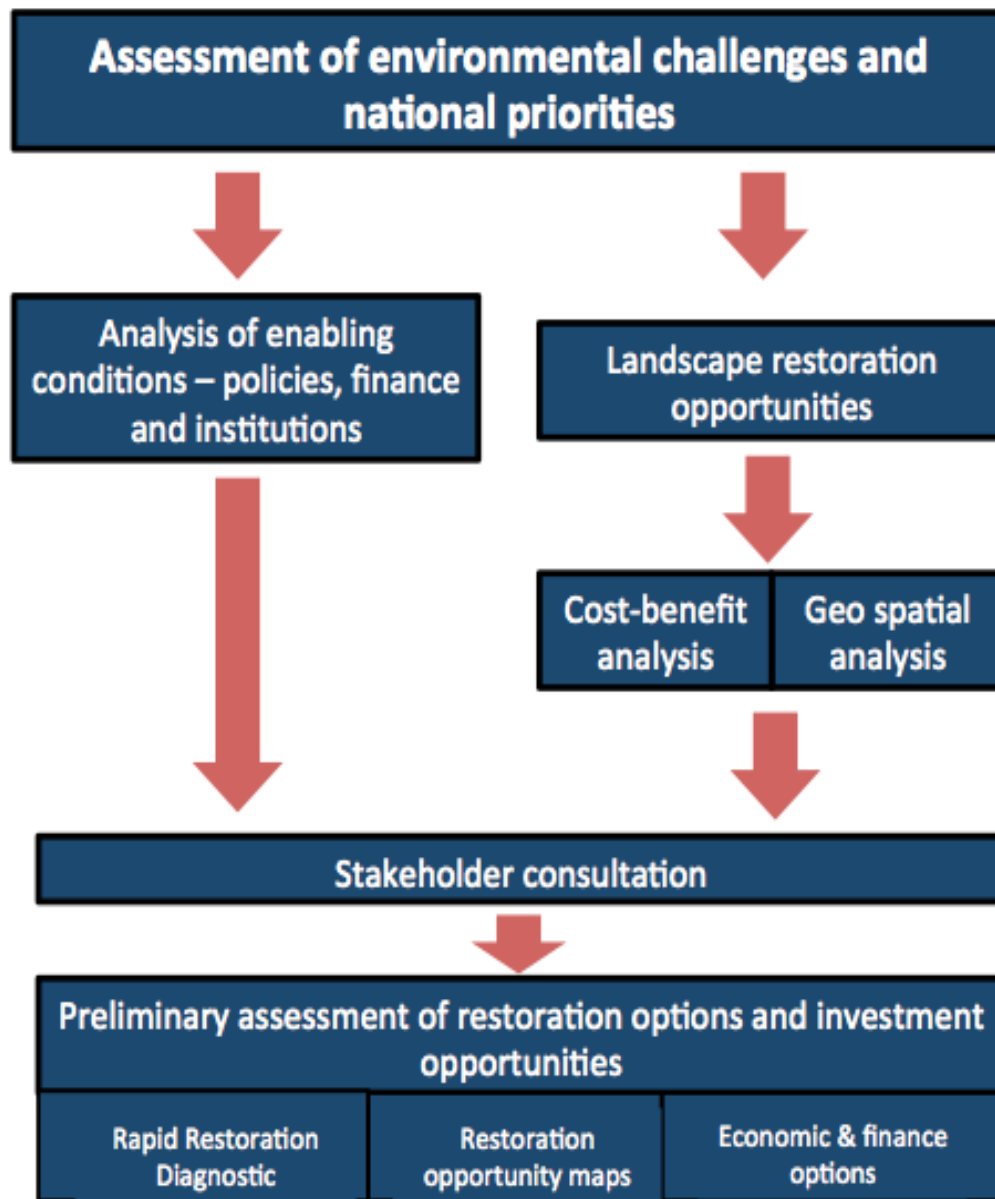 Assessment of environmental challenges and
national priorities
Analysis of enabling
conditions – policies, finance
and institutions
Landscape restoration
opportunities
Cost-benefit
analysis
Geo spatial
analysis
Stakeholder consultation
Preliminary assessment of restoration options and investment
opportunities
Rapid Restoration
Diagnostic
Restoration
opportunity maps
Economic & finance
options